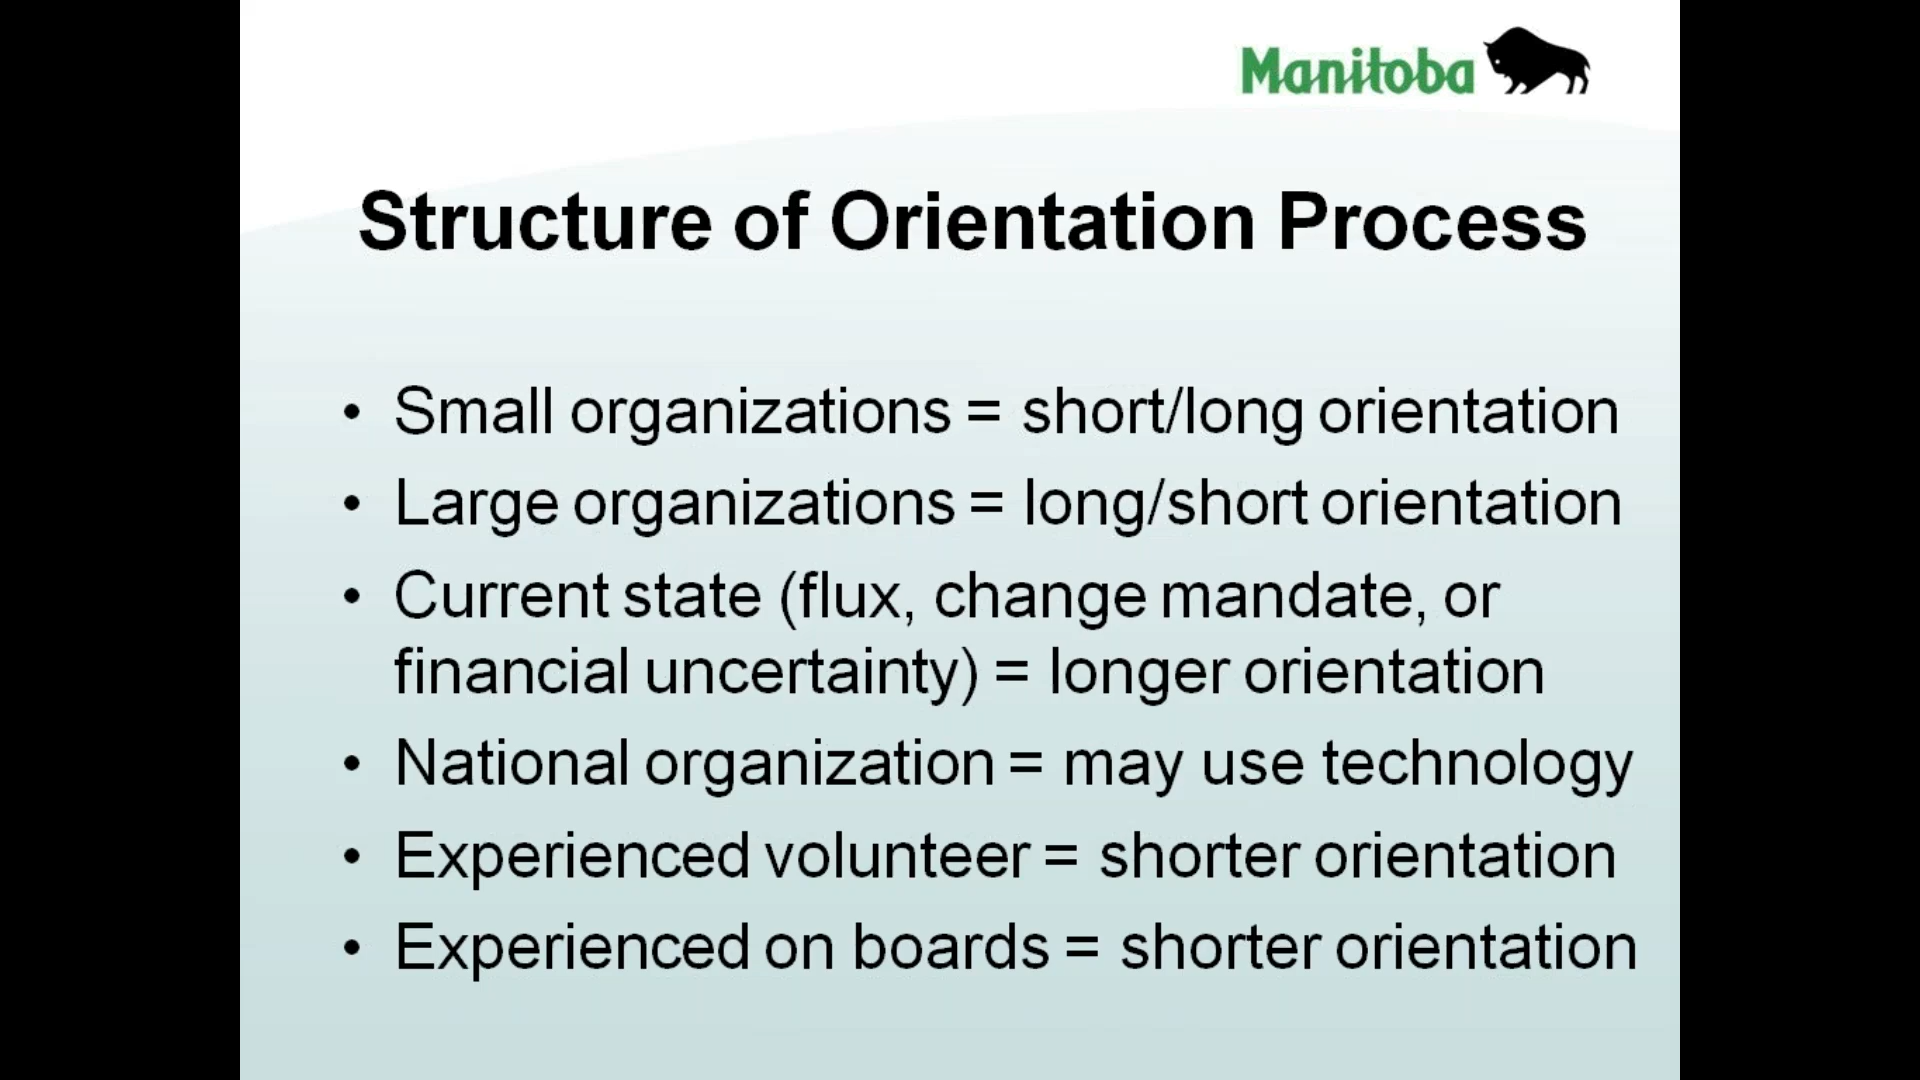 Manitoba
Structure of Orientation Process
• Small organizations = short/long orientation
• Large organizations = long/short orientation
• Current state (flux, change mandate, or
financial uncertainty) = longer orientation
• National organization = may use technology
• Experienced volunteer = shorter orientation
• Experienced on boards = shorter orientation